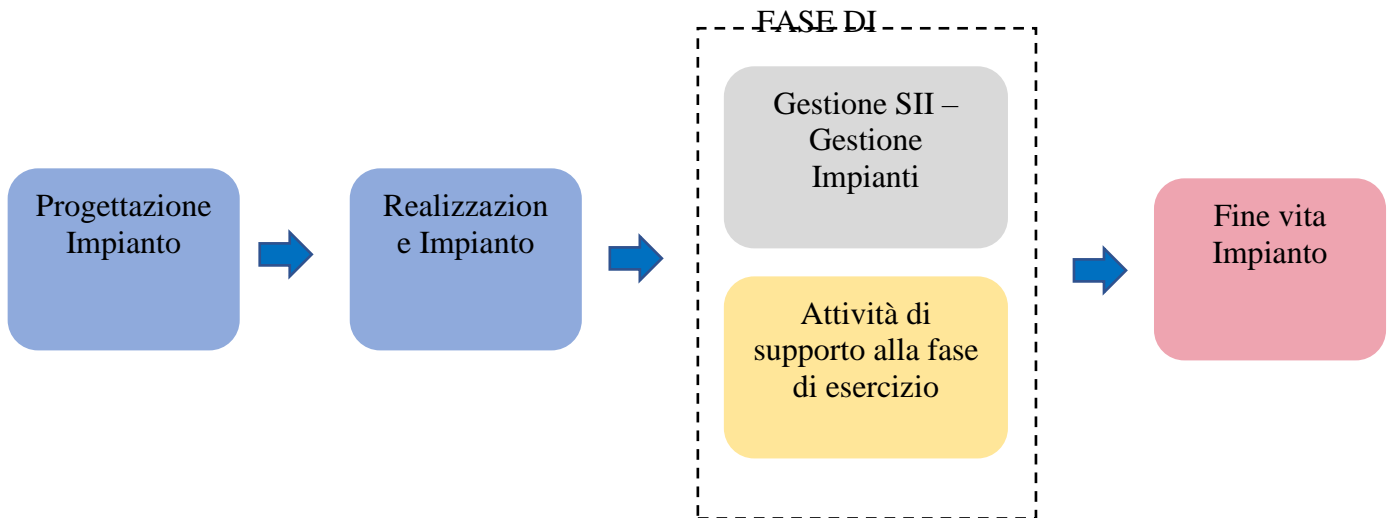 FASE DI
Gestione SII –
Gestione
Impianti
Progettazione
Impianto
Realizzazion
e Impianto
Attività di
supporto alla fase
di esercizio
Fine vita
Impianto